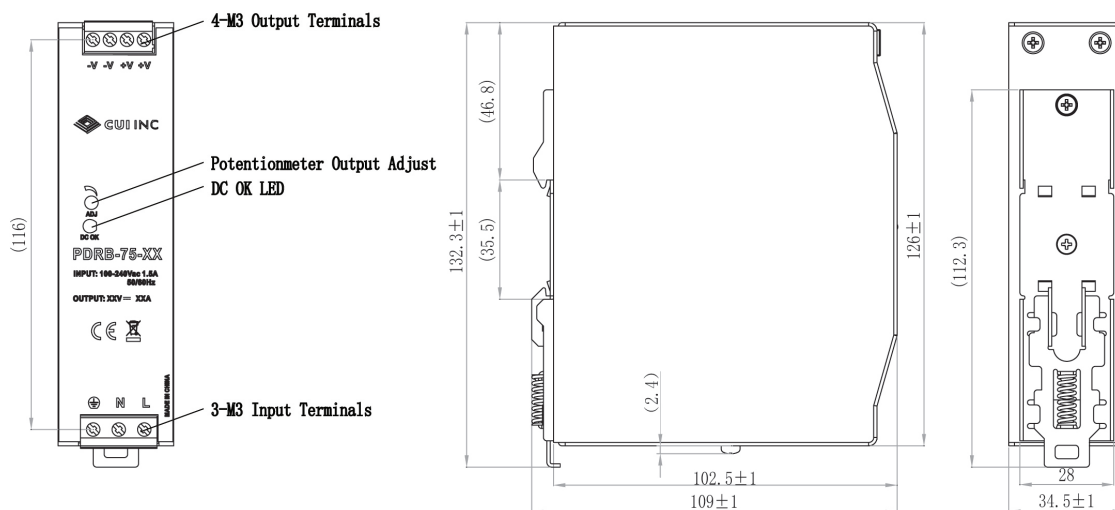 4-M3 Output Terminals
-V -V +V +V
CUI INC
Potentionmeter Output Adjust
DC OK LED
ADJ
DC OK
PDRB-75-XX
INPUT: 100-240Vac 1.5A
50/60Hz
OUTPUT: XXV⎓ XXA
CE
MADE IN CHINA
N L
3-M3 Input Terminals
(116)
132.3±1
(46.8)
(35.5)
(2.4)
126±1
102.5±1
109±1
(112.3)
28
34.5±1